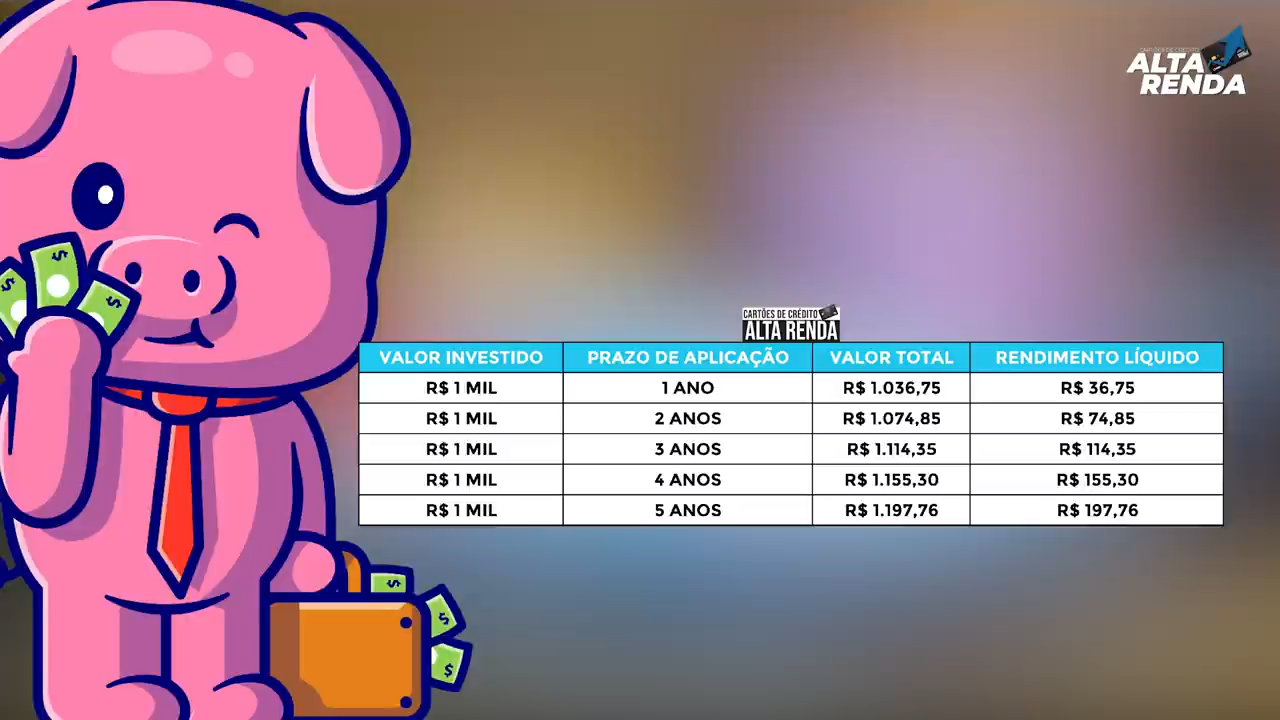 CARTÕES DE CRÉDITO
ALTA
RENDA
CARTÕES DE CRÉDITO
ALTA RENDA
VALOR INVESTIDO PRAZO DE APLICAÇÃO VALOR TOTAL RENDIMENTO LÍQUIDO
R$ 1 MIL 1 ANO R$ 1.036,75 R$ 36,75
R$ 1 MIL 2 ANOS R$ 1.074,85 R$ 74,85
R$ 1 MIL 3 ANOS R$ 1.114,35 R$ 114,35
R$ 1 MIL 4 ANOS R$ 1.155,30 R$ 155,30
R$ 1 MIL 5 ANOS R$ 1.197,76 R$ 197,76